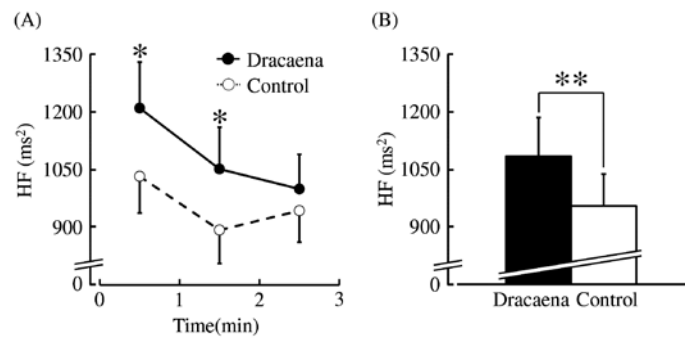 (A)
1350
1200
1050
900
0
HF (ms²)
*
*
Dracaena
Control
0 1 2 3
Time(min)
(B)
1350
1200
1050
900
0
HF (ms²)
**
Dracaena Control